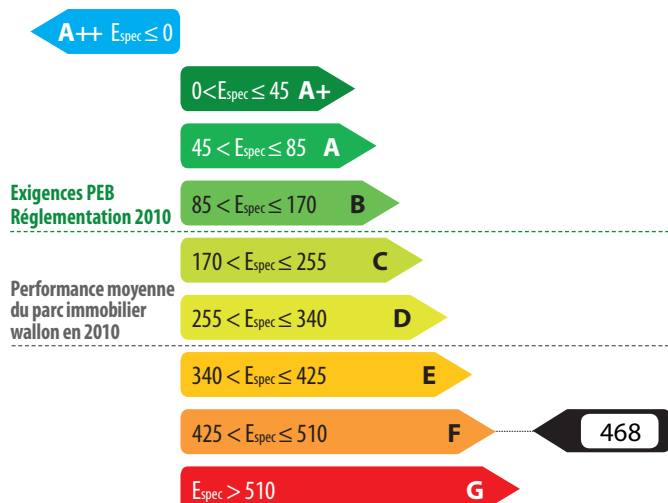 A++ Espec ≤ 0
0<Espec ≤ 45 A+
45 < Espec ≤ 85 A
Exigences PEB
Réglementation 2010
85 < Espec ≤ 170 B
170 < Espec ≤ 255 C
Performance moyenne
du parc immobilier
wallon en 2010
255 < Espec ≤ 340 D
340 < Espec ≤ 425 E
425 < Espec ≤ 510 F
468
Espec > 510 G